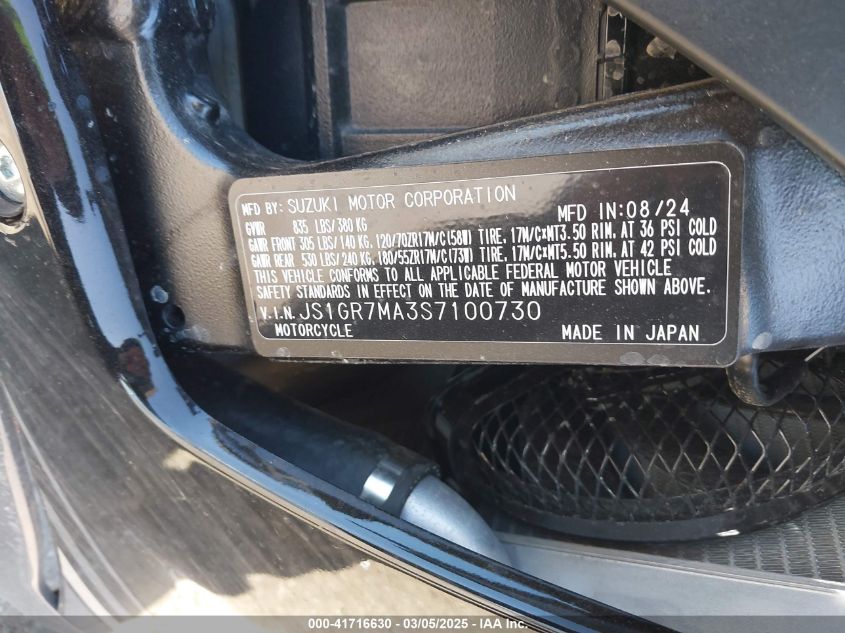 MFD BY: SUZUKI MOTOR CORPORATION
GVWR 835 LBS/380 KG MFD IN:08/24
GAWR FRONT 305 LBS/140 KG, 120/70ZR17M/C(58W) TIRE, 17M/C×MT3.50 RIM, AT 36 PSI COLD
GAWR REAR 530 LBS/240 KG, 180/55ZR17M/C(73W) TIRE, 17M/C×MT5.50 RIM, AT 42 PSI COLD
THIS VEHICLE CONFORMS TO ALL APPLICABLE FEDERAL MOTOR VEHICLE
SAFETY STANDARDS IN EFFECT ON THE DATE OF MANUFACTURE SHOWN ABOVE.
V.I.N. JS1GR7MA3S7100730
MOTORCYCLE MADE IN JAPAN
000-41716630 - 03/05/2025 - IAA Inc.